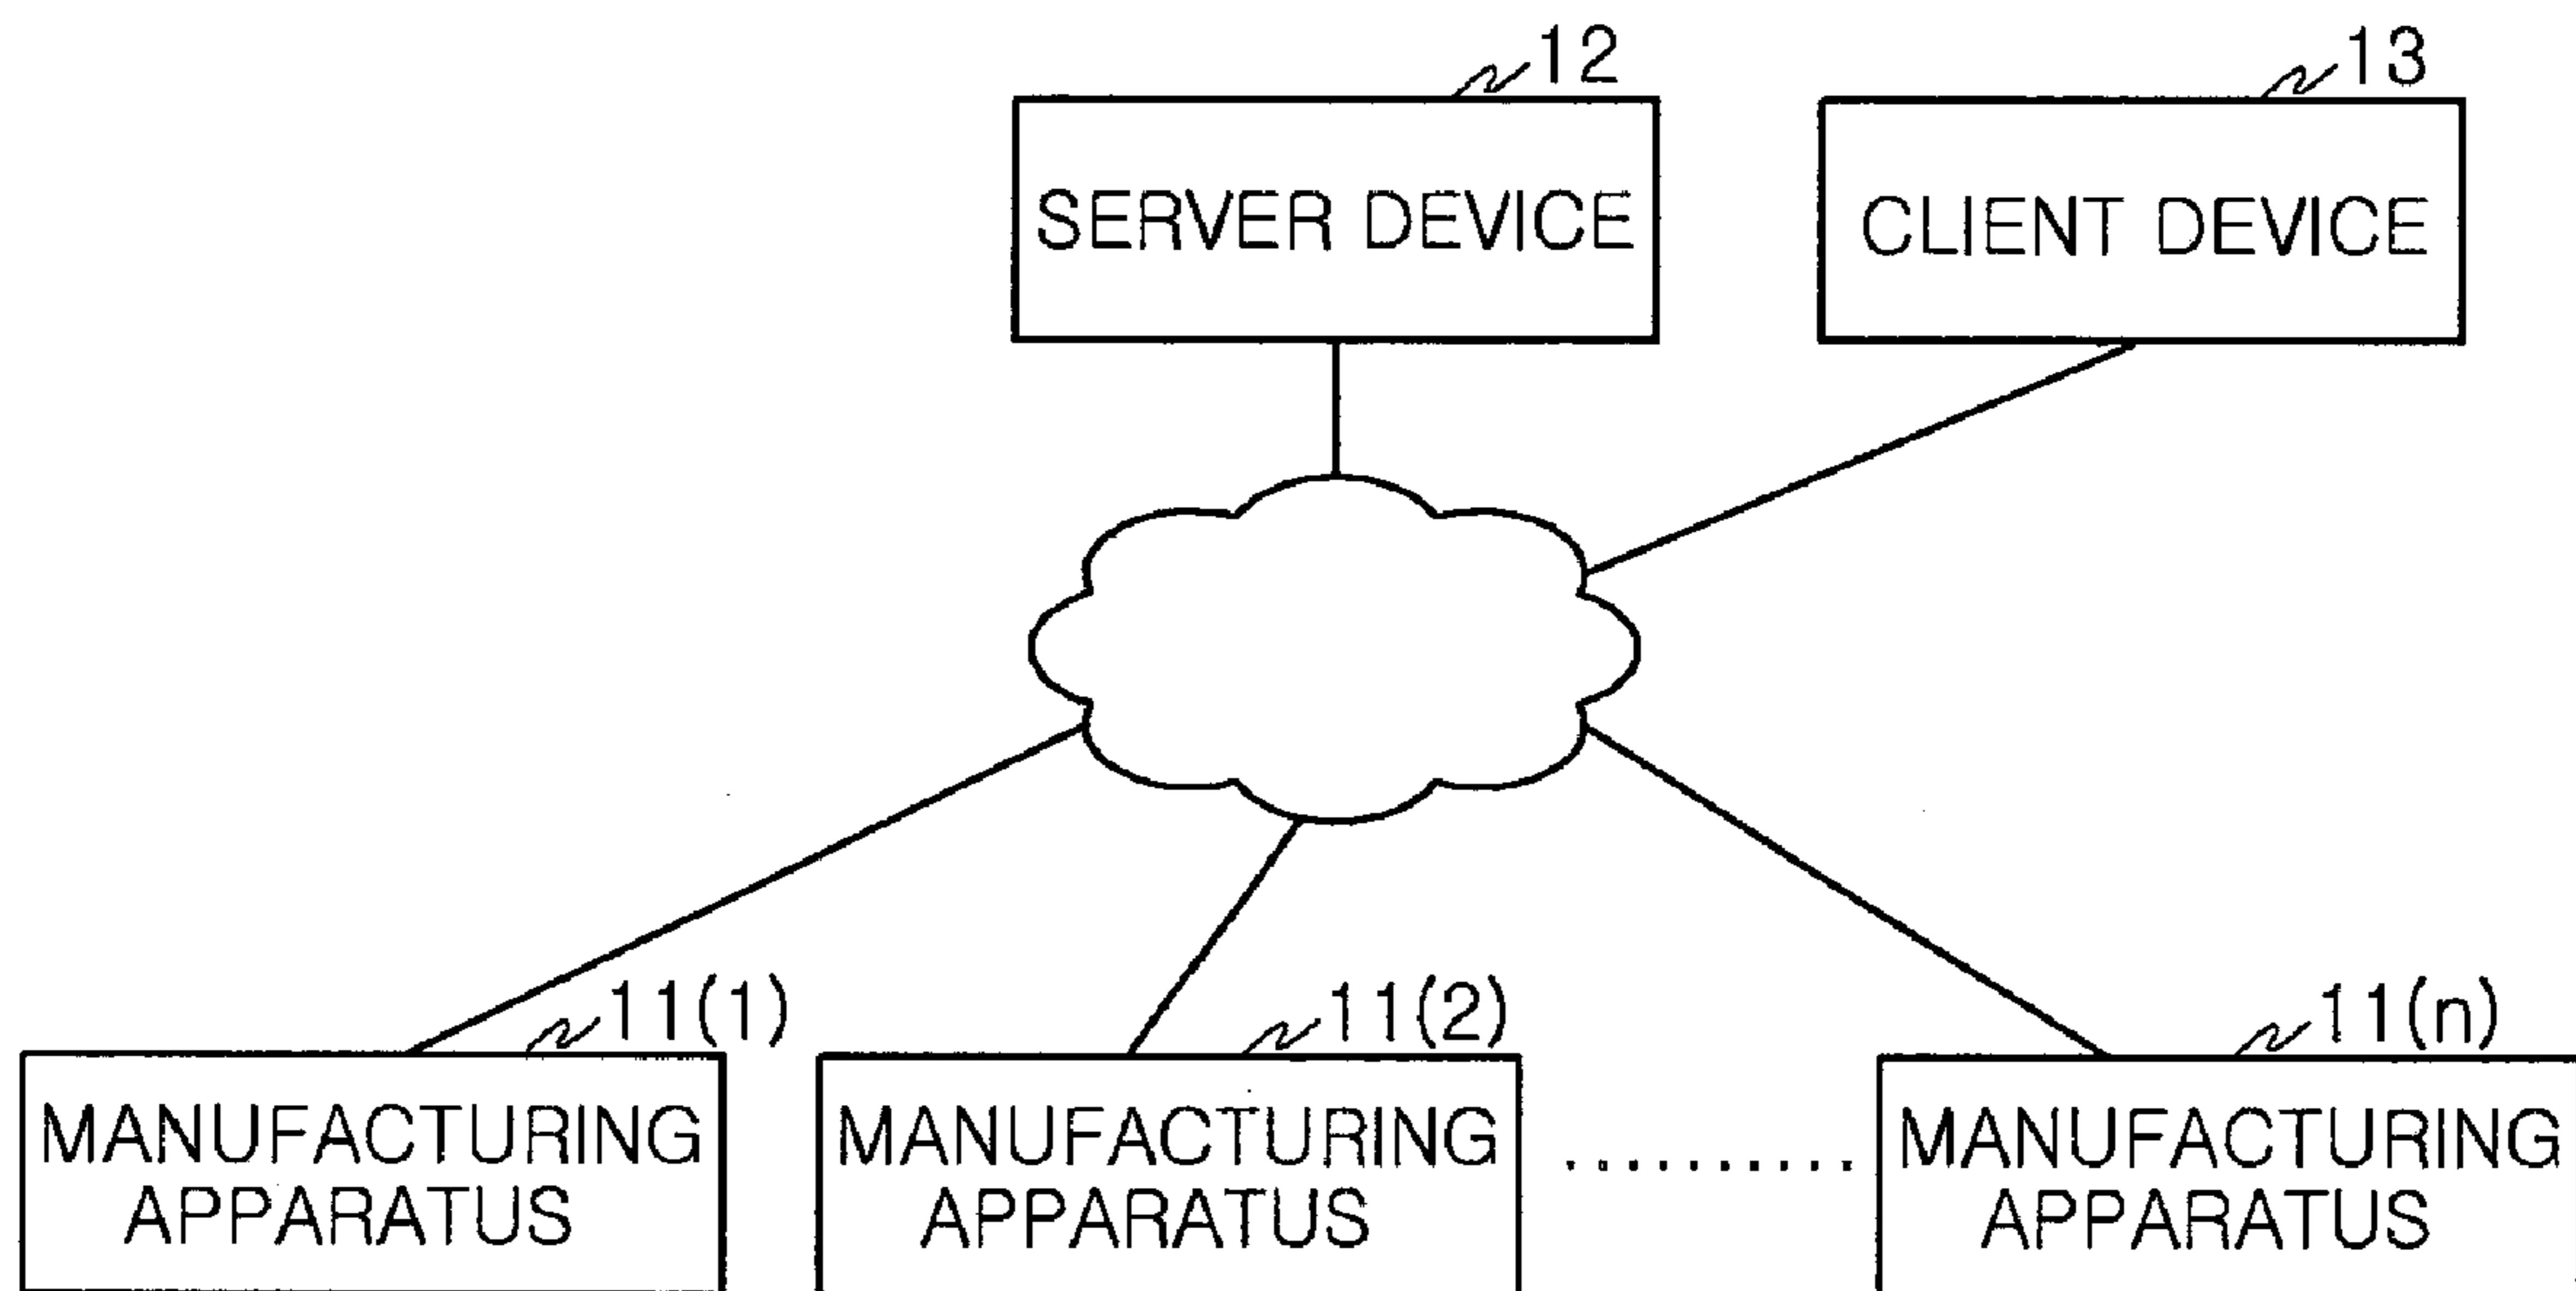 12
13
SERVER DEVICE
CLIENT DEVICE
11(1)
11(2)
11(n)
MANUFACTURING
APPARATUS
MANUFACTURING
APPARATUS
..........
MANUFACTURING
APPARATUS